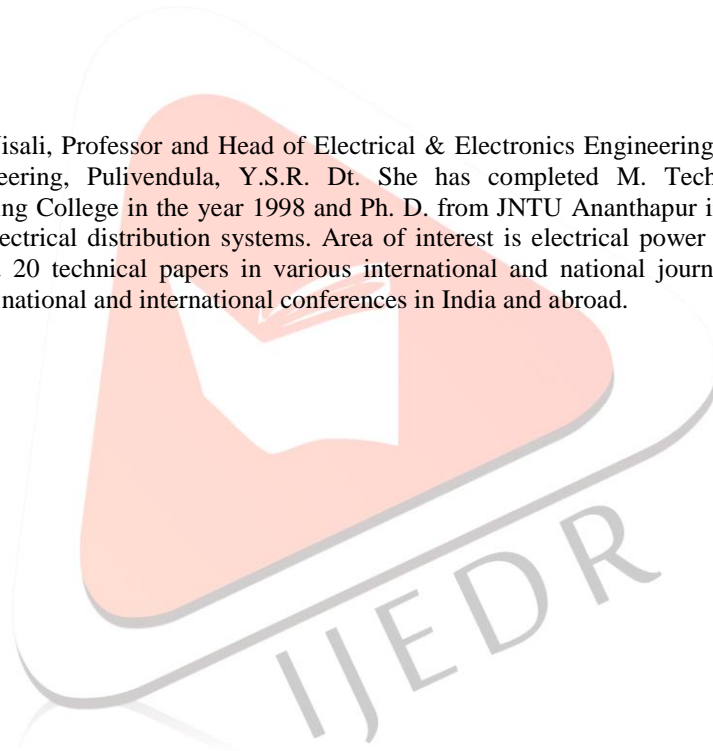 isali, Professor and Head of Electrical & Electronics Engineering
eering, Pulivendula, Y.S.R. Dt. She has completed M. Tech
ng College in the year 1998 and Ph. D. from JNTU Ananthapur i
ectrical distribution systems. Area of interest is electrical power
20 technical papers in various international and national journ
national and international conferences in India and abroad.
IJEDR